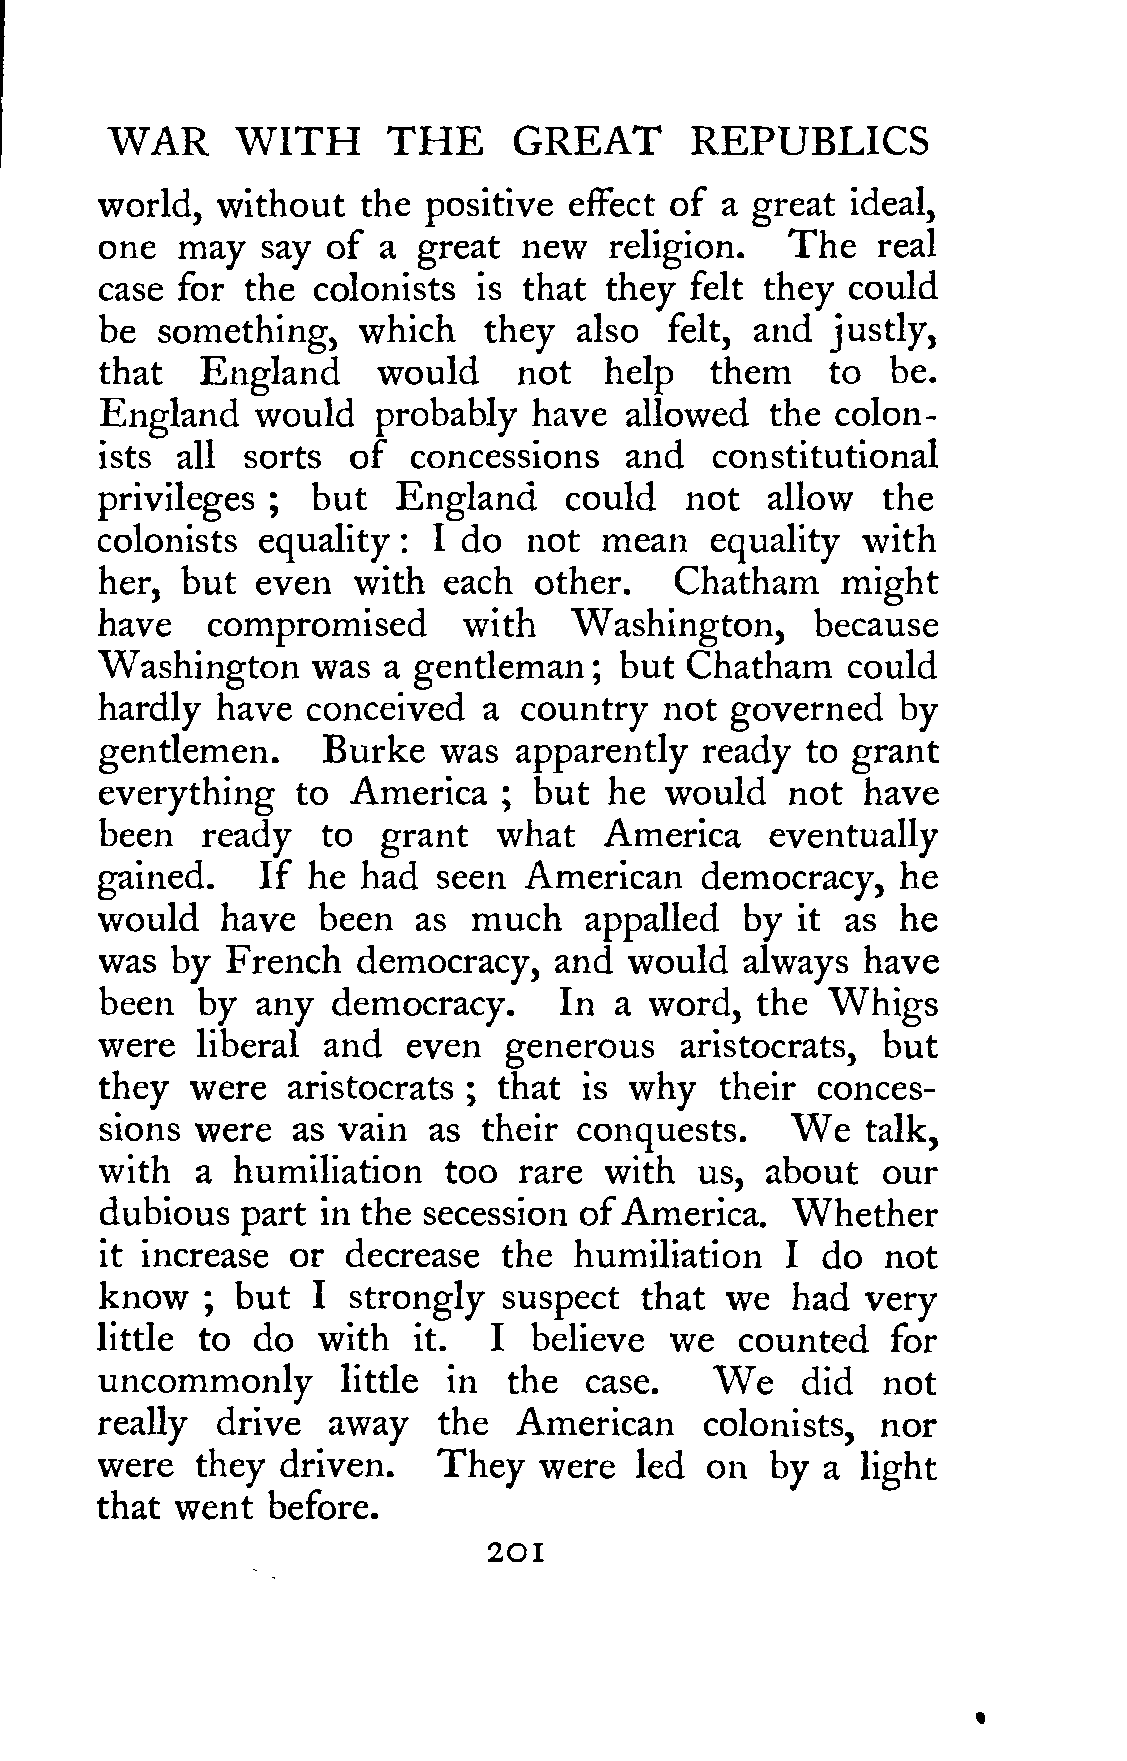 WAR WITH THE GREAT REPUBLICS
world, without the positive effect of a great ideal,
one may say of a great new religion. The real
case for the colonists is that they felt they could
be something, which they also felt, and justly,
that England would not help them to be.
England would probably have allowed the colon-
ists all sorts of concessions and constitutional
privileges ; but England could not allow the
colonists equality : I do not mean equality with
her, but even with each other. Chatham might
have compromised with Washington, because
Washington was a gentleman ; but Chatham could
hardly have conceived a country not governed by
gentlemen. Burke was apparently ready to grant
everything to America ; but he would not have
been ready to grant what America eventually
gained. If he had seen American democracy, he
would have been as much appalled by it as he
was by French democracy, and would always have
been by any democracy. In a word, the Whigs
were liberal and even generous aristocrats, but
they were aristocrats ; that is why their conces-
sions were as vain as their conquests. We talk,
with a humiliation too rare with us, about our
dubious part in the secession of America. Whether
it increase or decrease the humiliation I do not
know ; but I strongly suspect that we had very
little to do with it. I believe we counted for
uncommonly little in the case. We did not
really drive away the American colonists, nor
were they driven. They were led on by a light
that went before.
201